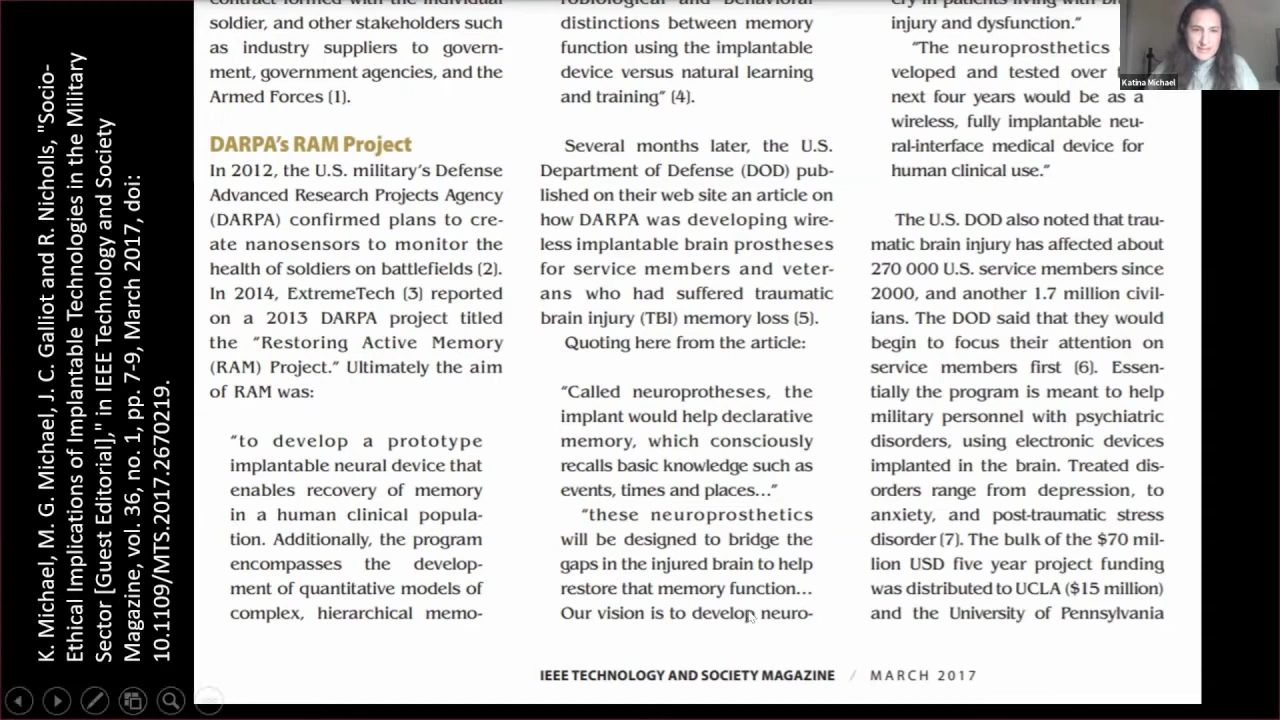 K. Michael, M. G. Michael, J. C. Galliot and R. Nicholls, "Socio-
Ethical Implications of Implantable Technologies in the Military
Sector [Guest Editorial]," in IEEE Technology and Society
Magazine, vol. 36, no. 1, pp. 7-9, March 2017, doi:
10.1109/MTS.2017.2670219.
contract formed with the individual
soldier, and other stakeholders such
as industry suppliers to govern-
ment, government agencies, and the
Armed Forces (1).
DARPA's RAM Project
In 2012, the U.S. military's Defense
Advanced Research Projects Agency
(DARPA) confirmed plans to cre-
ate nanosensors to monitor the
health of soldiers on battlefields (2).
In 2014, ExtremeTech (3) reported
on a 2013 DARPA project titled
the "Restoring Active Memory
(RAM) Project." Ultimately the aim
of RAM was:
"to develop a prototype
implantable neural device that
enables recovery of memory
in a human clinical popula-
tion. Additionally, the program
encompasses the develop-
ment of quantitative models of
complex, hierarchical memo-
and behavioral
distinctions between memory
function using the implantable
device versus natural learning
and training" (4).
Several months later, the U.S.
Department of Defense (DOD) pub-
lished on their web site an article on
how DARPA was developing wire-
less implantable brain prostheses
for service members and veter-
ans who had suffered traumatic
brain injury (TBI) memory loss (5).
Quoting here from the article:
"Called neuroprotheses, the
implant would help declarative
memory, which consciously
recalls basic knowledge such as
events, times and places..."
"these neuroprosthetics
will be designed to bridge the
gaps in the injured brain to help
restore that memory function...
Our vision is to develop neuro-
in patients living with
injury and dysfunction."
"The neuroprosthetics
veloped and tested over
next four years would be as a
wireless, fully implantable neu-
ral-interface medical device for
human clinical use."
The U.S. DOD also noted that trau-
matic brain injury has affected about
270 000 U.S. service members since
2000, and another 1.7 million civil-
ians. The DOD said that they would
begin to focus their attention on
service members first (6). Essen-
tially the program is meant to help
military personnel with psychiatric
disorders, using electronic devices
implanted in the brain. Treated dis-
orders range from depression, to
anxiety, and post-traumatic stress
disorder (7). The bulk of the $70 mil-
lion USD five year project funding
was distributed to UCLA ($15 million)
and the University of Pennsylvania
IEEE TECHNOLOGY AND SOCIETY MAGAZINE / MARCH 2017
Katina Michael